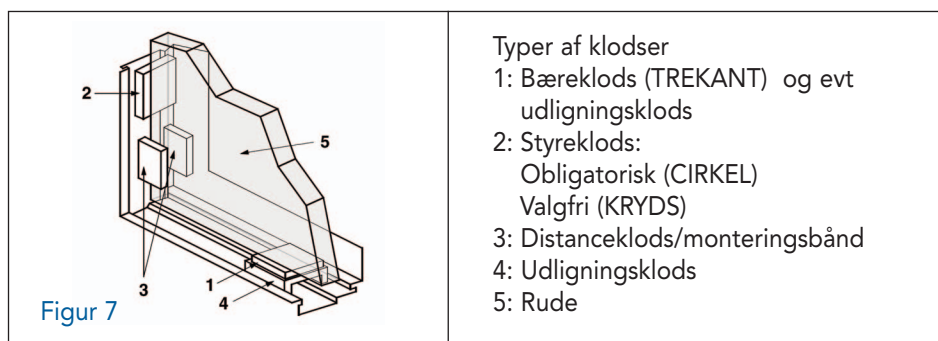 2
5
3
1
4
Figur 7
Typer af klodser
1: Bæreklods (TREKANT) og evt
udligningsklods
2: Styreklods:
Obligatorisk (CIRKEL)
Valgfri (KRYDS)
3: Distanceklods/monteringsbånd
4: Udligningsklods
5: Rude